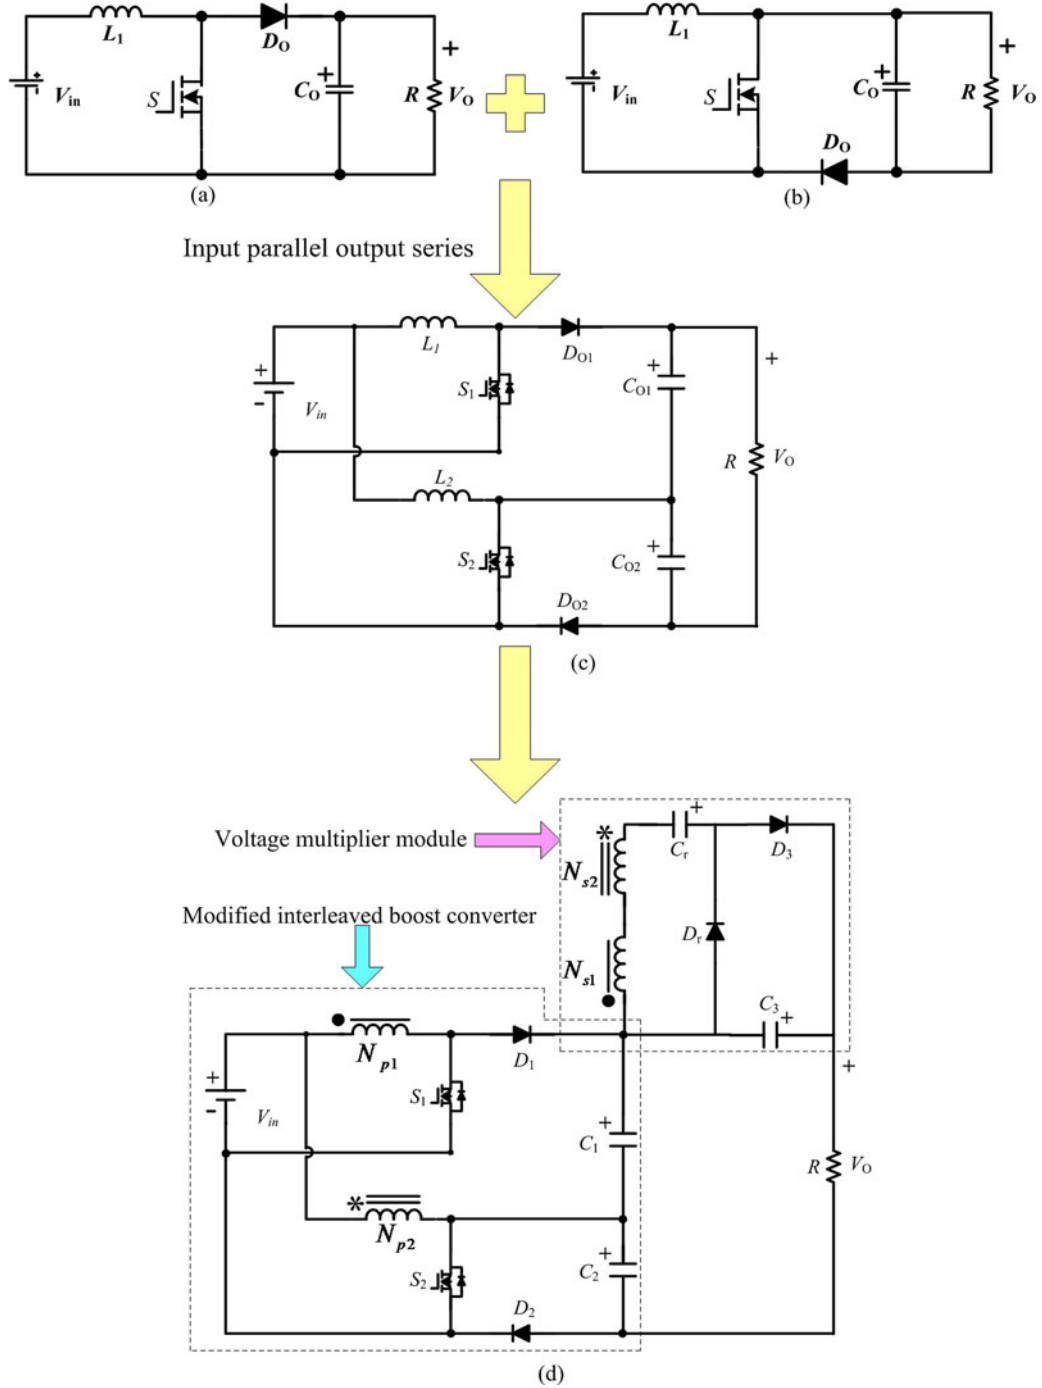 L1
DO
Vin
S
CO
+
R
+
VO
(a)
L1
Vin
S
CO
+
R
+
VO
DO
(b)
Input parallel output series
L1
DO1
+
-
Vin
S1
+
CO1
+
R
VO
L2
S2
+
CO2
DO2
(c)
Voltage multiplier module
*
Cr
+
D3
Ns2
Dr
Ns1
C3
+
Modified interleaved boost converter
Np1
D1
+
-
Vin
S1
+
C1
+
R
VO
*
Np2
S2
+
C2
D2
(d)